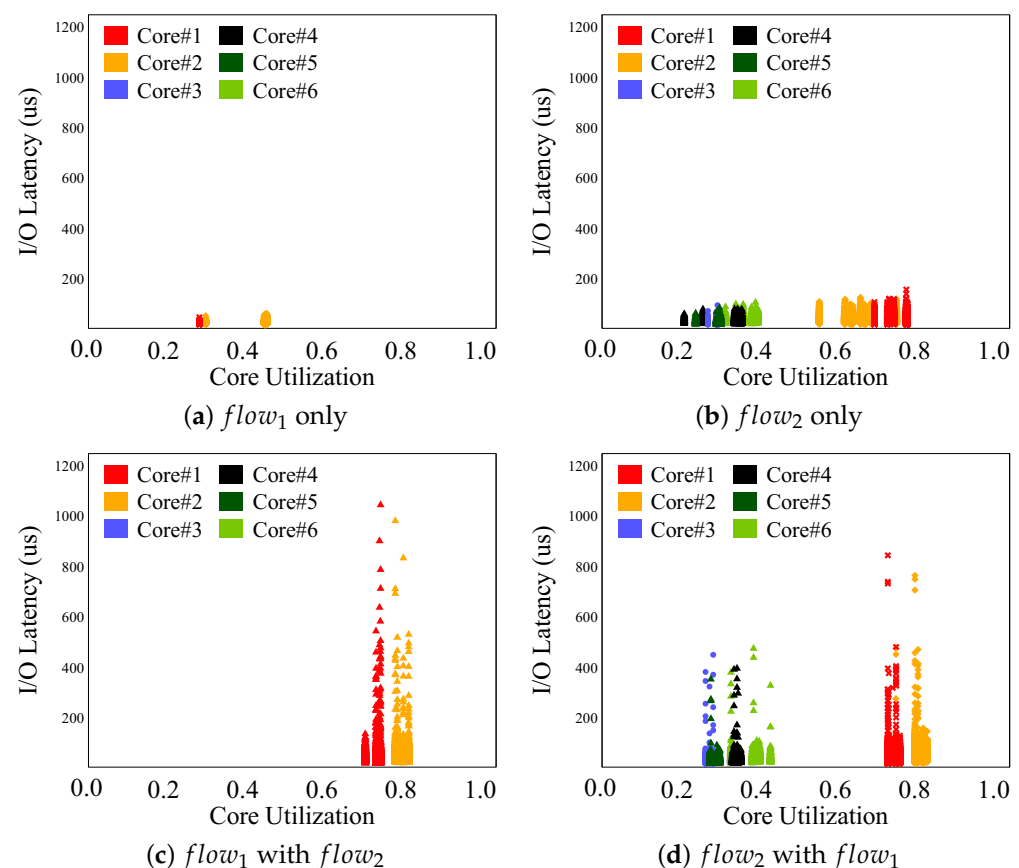 1200
1000
800
600
400
200
I/O Latency (us)
Core#1 Core#4
Core#2 Core#5
Core#3 Core#6
0.0 0.2 0.4 0.6 0.8 1.0
Core Utilization
(a) flow1 only
1200
1000
800
600
400
200
I/O Latency (us)
Core#1 Core#4
Core#2 Core#5
Core#3 Core#6
0.0 0.2 0.4 0.6 0.8 1.0
Core Utilization
(b) flow2 only
1200
1000
800
600
400
200
I/O Latency (us)
Core#1 Core#4
Core#2 Core#5
Core#3 Core#6
0.0 0.2 0.4 0.6 0.8 1.0
Core Utilization
(c) flow1 with flow2
1200
1000
800
600
400
200
I/O Latency (us)
Core#1 Core#4
Core#2 Core#5
Core#3 Core#6
0.0 0.2 0.4 0.6 0.8 1.0
Core Utilization
(d) flow2 with flow1